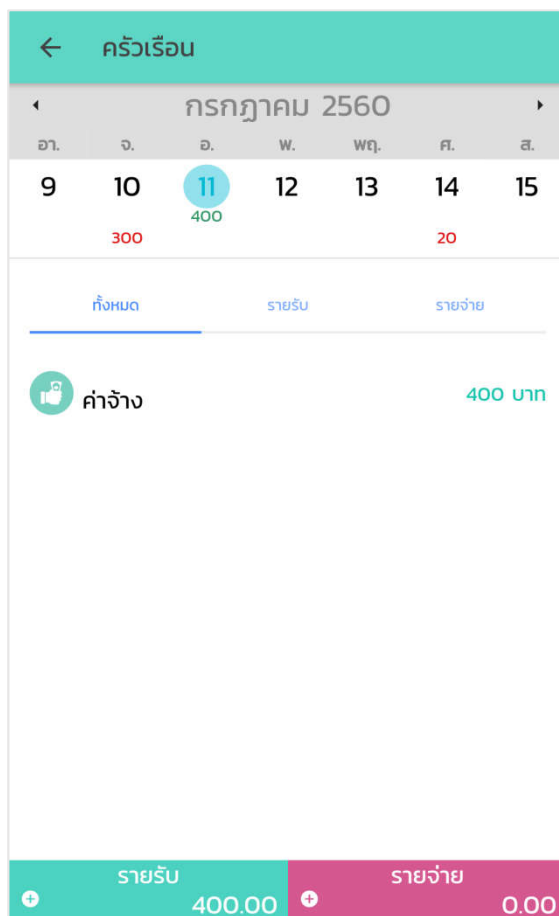 ครัวเรือน
กรกฎาคม 2560
อา. จ. อ. พ. พฤ. ศ. ส.
9 10 11 12 13 14 15
400
300 20
ทั้งหมด รายรับ รายจ่าย
ค่าจ้าง 400 บาท
รายรับ รายจ่าย
400.00 0.00